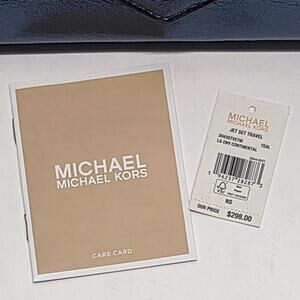 MICHAEL
MICHAEL KORS
CARE CARD
MICHAEL
MICHAEL KORS
JET SET TRAVEL
TEAL
LG ENV CONTINENTAL
FSC
NS
OUR PRICE $298.00